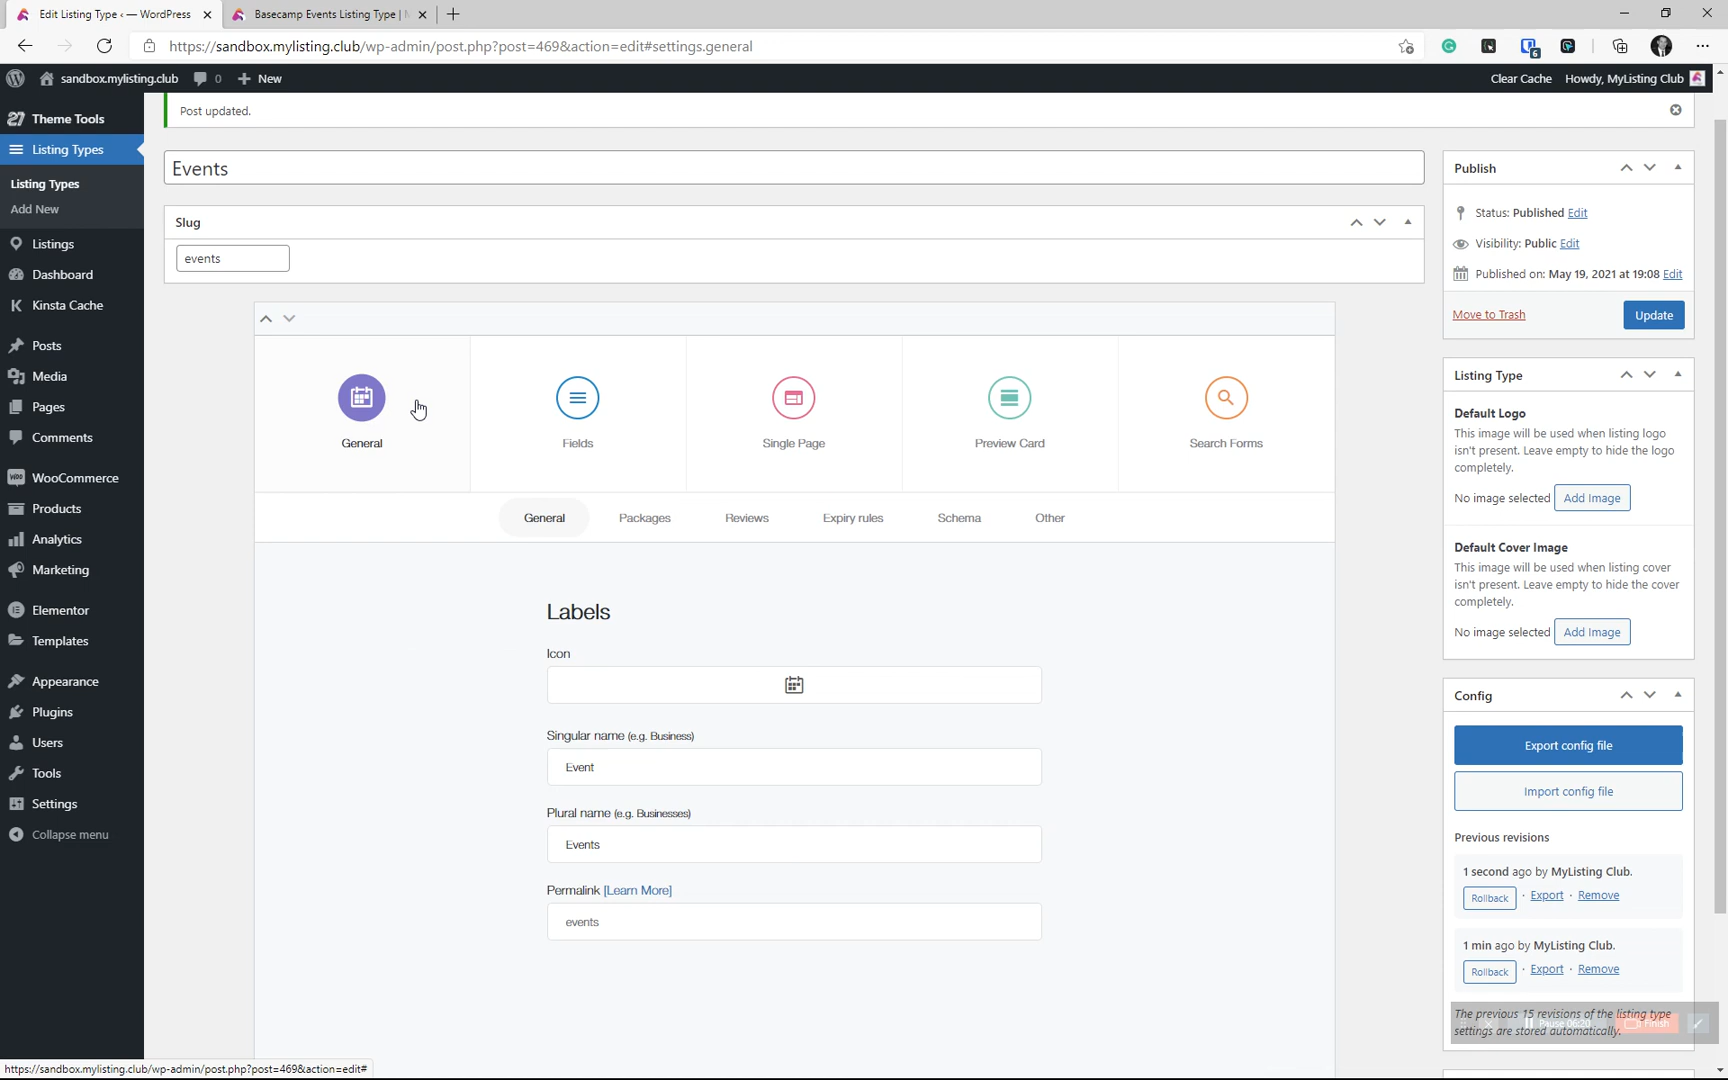 Edit Listing Type ‹ — WordPress
Basecamp Events Listing Type |
https://sandbox.mylisting.club/wp-admin/post.php?post=469&action=edit#settings.general
6
sandbox.mylisting.club
0
New
Clear Cache
Howdy, MyListing Club
27 Theme Tools
Listing Types
Listing Types
Add New
Listings
Dashboard
Kinsta Cache
Posts
Media
Pages
Comments
WooCommerce
Products
Analytics
Marketing
Elementor
Templates
Appearance
Plugins
Users
Tools
Settings
Collapse menu
Post updated.
Events
Slug
events
General
Fields
Single Page
Preview Card
Search Forms
General
Packages
Reviews
Expiry rules
Schema
Other
Labels
Icon
Singular name (e.g. Business)
Event
Plural name (e.g. Businesses)
Events
Permalink [Learn More]
events
Publish
Status: Published Edit
Visibility: Public Edit
Published on: May 19, 2021 at 19:08 Edit
Move to Trash
Update
Listing Type
Default Logo
This image will be used when listing logo
isn't present. Leave empty to hide the logo
completely.
No image selected Add Image
Default Cover Image
This image will be used when listing cover
isn't present. Leave empty to hide the cover
completely.
No image selected Add Image
Config
Export config file
Import config file
Previous revisions
1 second ago by MyListing Club.
Rollback · Export · Remove
1 min ago by MyListing Club.
Rollback · Export · Remove
The previous 15 revisions of the listing type
settings are stored automatically.
Pause 06:20
Finish
https://sandbox.mylisting.club/wp-admin/post.php?post=469&action=edit#